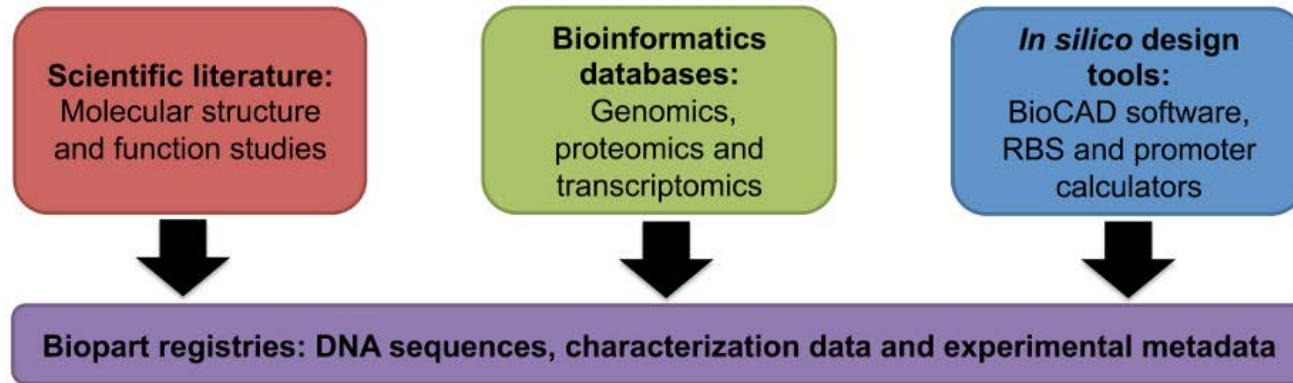 Scientific literature:
Molecular structure
and function studies
Bioinformatics
databases:
Genomics,
proteomics and
transcriptomics
In silico design
tools:
BioCAD software,
RBS and promoter
calculators
Biopart registries: DNA sequences, characterization data and experimental metadata